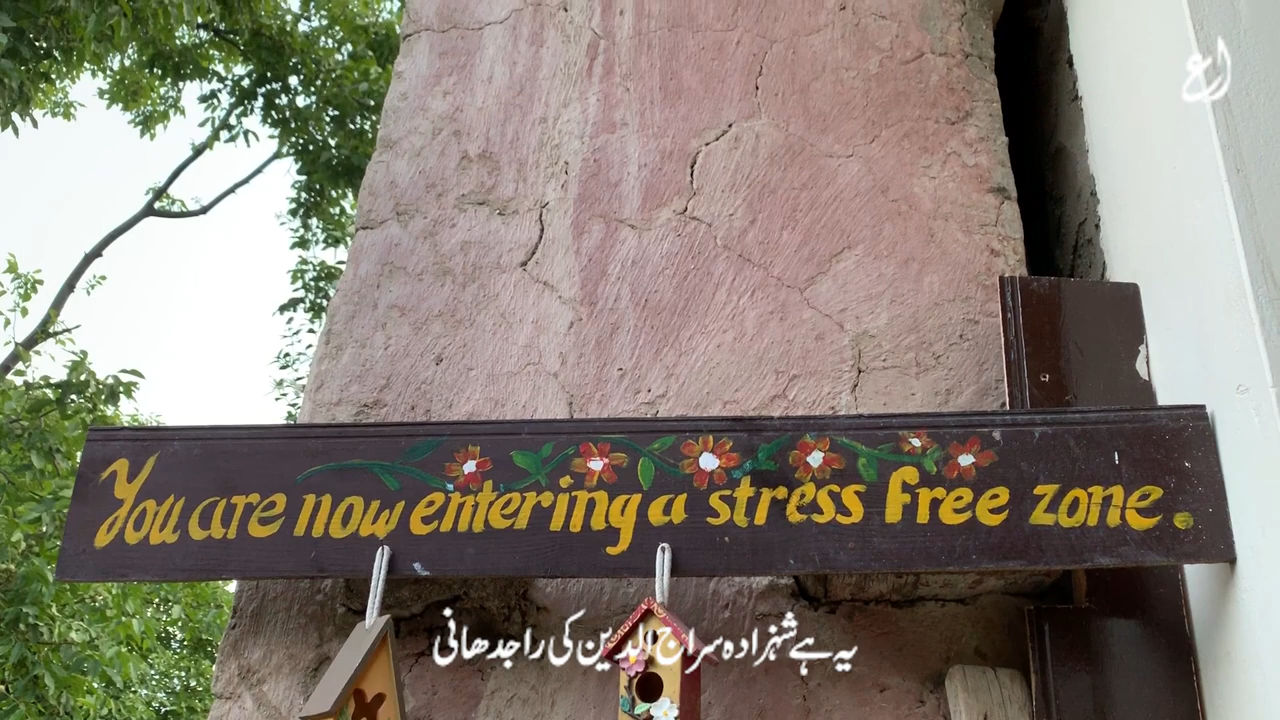 You are now entering a stress free zone.
یہ ہے شہزادہ سراج الدین کی راجدھانی